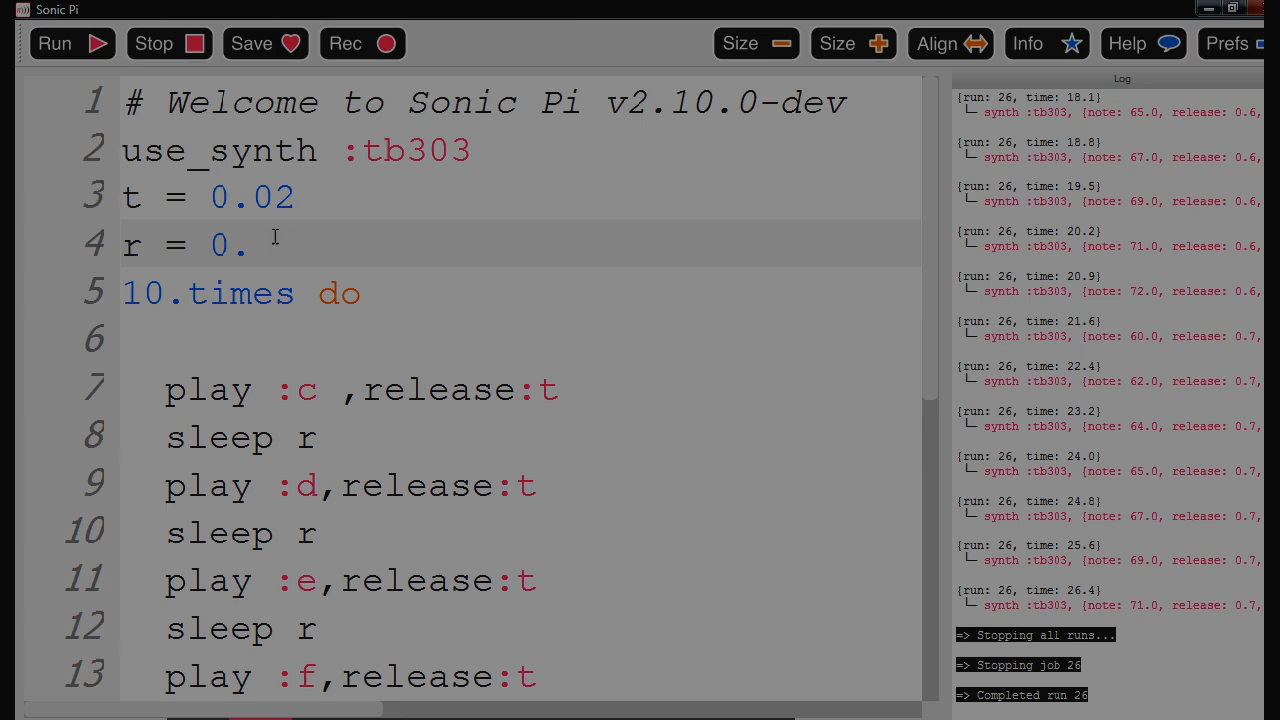 Sonic Pi
Run Stop Save Rec Size Size Align Info Help Prefs
Log
1 # Welcome to Sonic Pi v2.10.0-dev
2 use_synth :tb303
3 t = 0.02
4 r = 0.
5 10.times do
6
7 play :c ,release:t
8 sleep r
9 play :d,release:t
10 sleep r
11 play :e,release:t
12 sleep r
13 play :f,release:t
{run: 26, time: 18.1}
└─ synth :tb303, {note: 65.0, release: 0.6,
{run: 26, time: 18.8}
└─ synth :tb303, {note: 67.0, release: 0.6,
{run: 26, time: 19.5}
└─ synth :tb303, {note: 69.0, release: 0.6,
{run: 26, time: 20.2}
└─ synth :tb303, {note: 71.0, release: 0.6,
{run: 26, time: 20.9}
└─ synth :tb303, {note: 72.0, release: 0.6,
{run: 26, time: 21.6}
└─ synth :tb303, {note: 60.0, release: 0.7,
{run: 26, time: 22.4}
└─ synth :tb303, {note: 62.0, release: 0.7,
{run: 26, time: 23.2}
└─ synth :tb303, {note: 64.0, release: 0.7,
{run: 26, time: 24.0}
└─ synth :tb303, {note: 65.0, release: 0.7,
{run: 26, time: 24.8}
└─ synth :tb303, {note: 67.0, release: 0.7,
{run: 26, time: 25.6}
└─ synth :tb303, {note: 69.0, release: 0.7,
{run: 26, time: 26.4}
└─ synth :tb303, {note: 71.0, release: 0.7,
=> Stopping all runs...
=> Stopping job 26
=> Completed run 26